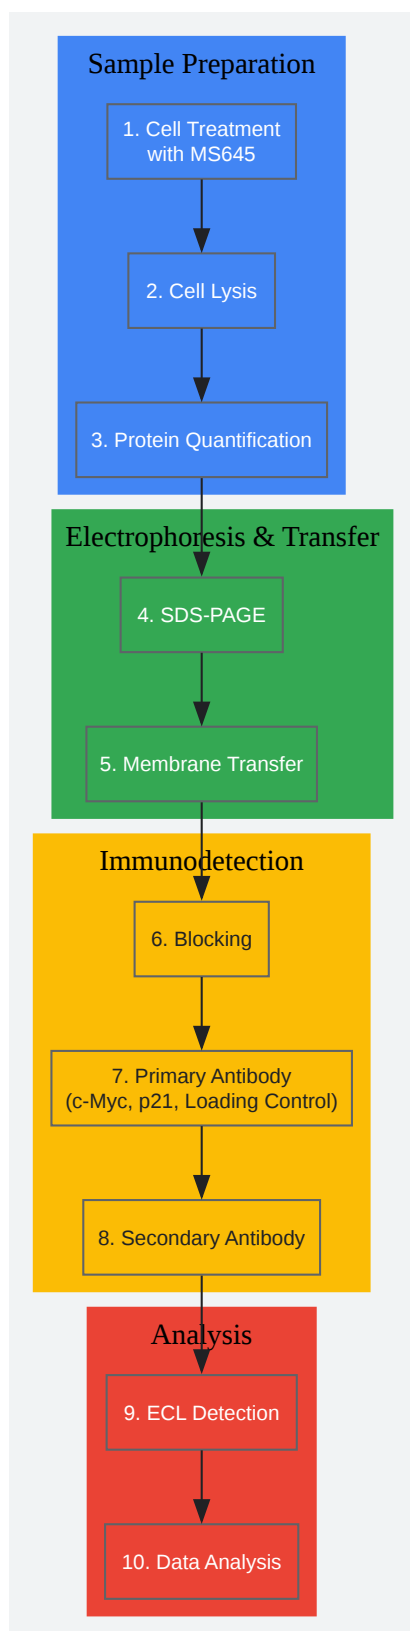 Sample Preparation
1. Cell Treatment
with MS645
2. Cell Lysis
3. Protein Quantification
Electrophoresis & Transfer
4. SDS-PAGE
5. Membrane Transfer
Immunodetection
6. Blocking
7. Primary Antibody
(c-Myc, p21, Loading Control)
8. Secondary Antibody
Analysis
9. ECL Detection
10. Data Analysis